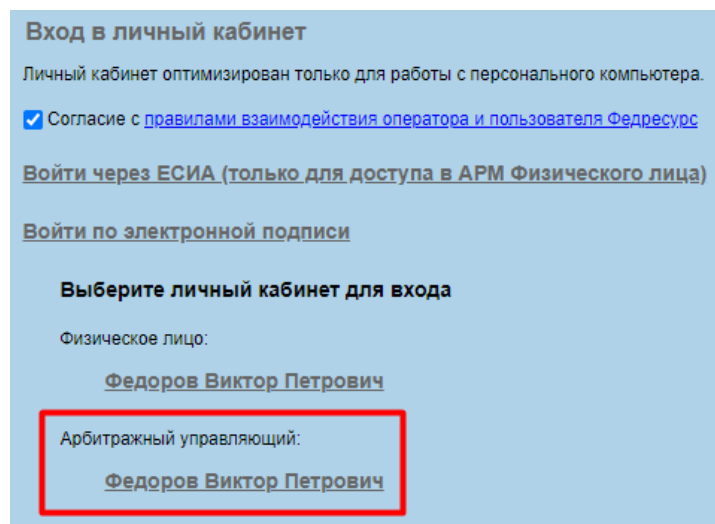 Вход в личный кабинет
Личный кабинет оптимизирован только для работы с персонального компьютера.
Согласие с правилами взаимодействия оператора и пользователя Федресурс
Войти через ЕСИА (только для доступа в АРМ Физического лица)
Войти по электронной подписи
Выберите личный кабинет для входа
Физическое лицо:
Федоров Виктор Петрович
Арбитражный управляющий:
Федоров Виктор Петрович